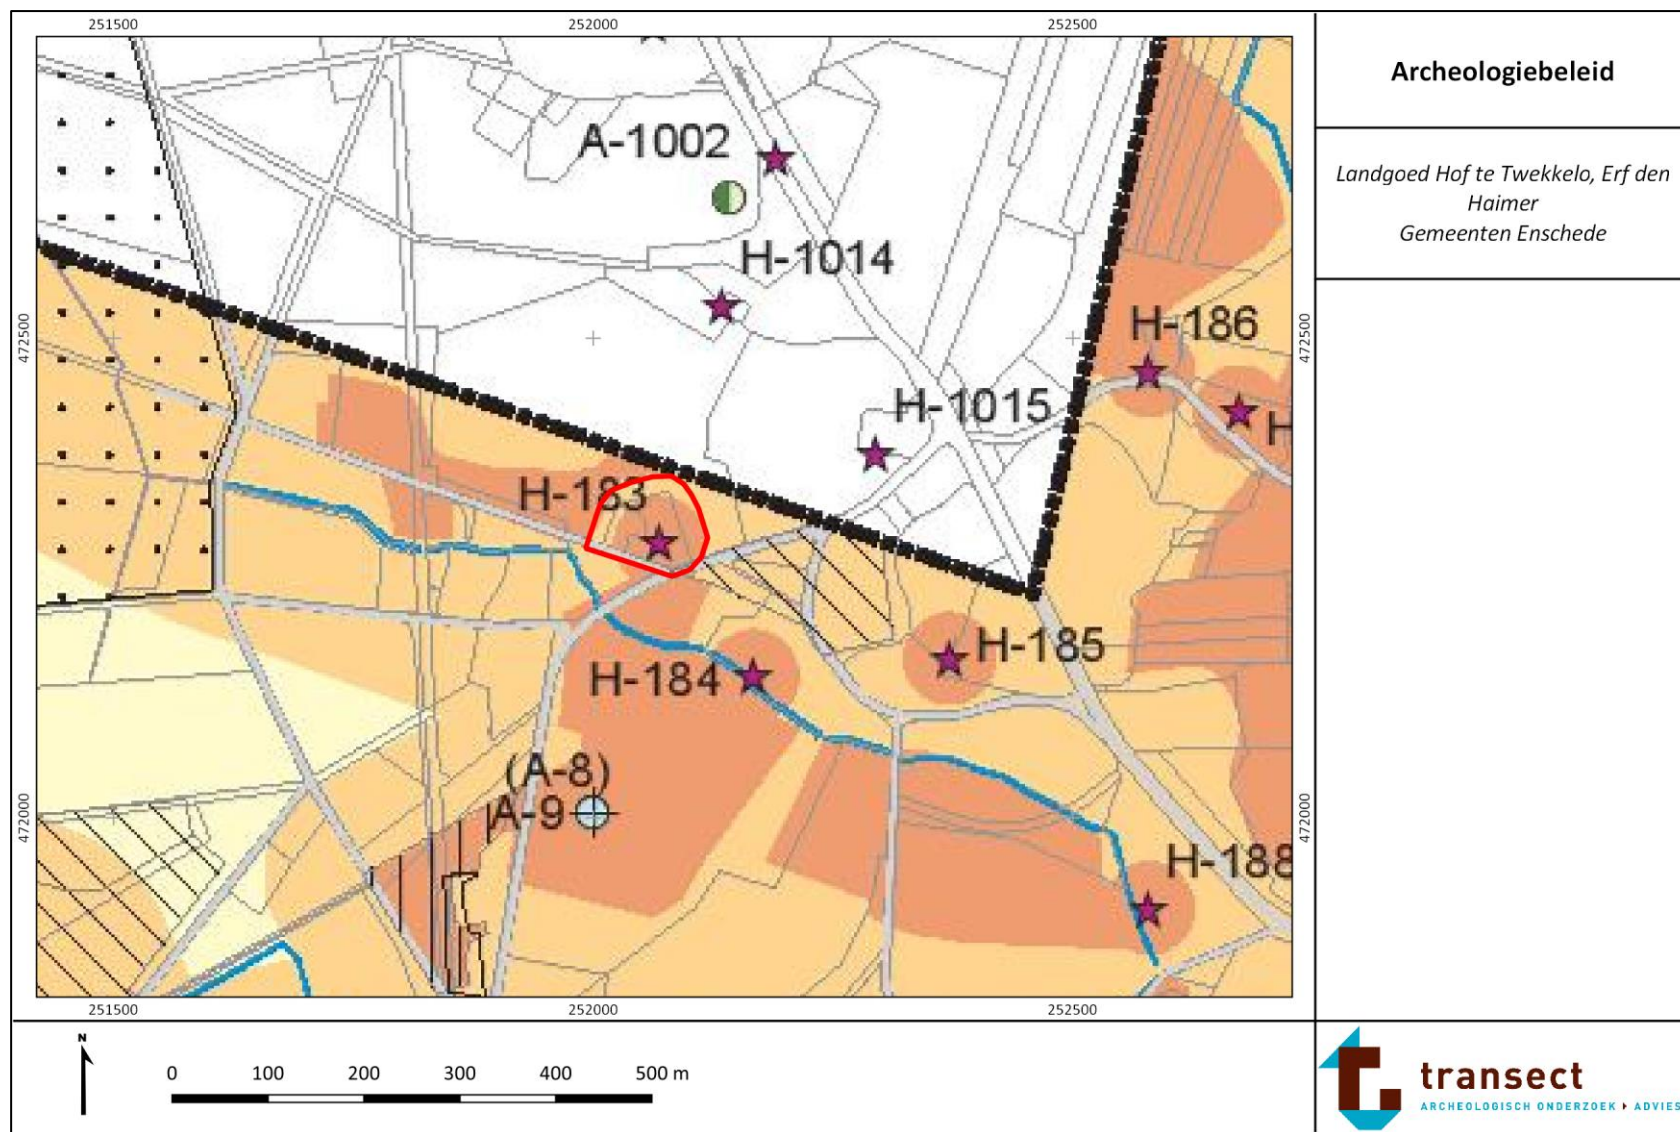 251500
252000
252500
Archeologiebeleid
Landgoed Hof te Twekkelo, Erf den
Haimer
Gemeenten Enschede
A-1002
H-1014
472500
472500
H-186
H-1015
H
H-183
H-185
H-184
(A-8)
A-9
472000
472000
H-188
251500
252000
252500
N
0 100 200 300 400 500 m
transect
ARCHEOLOGISCH ONDERZOEK ▸ ADVIES